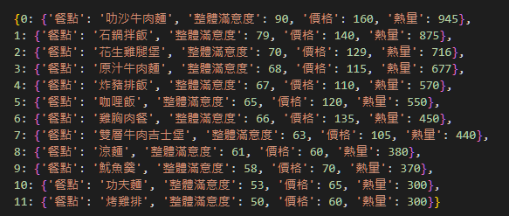 {0: {'餐點': '叻沙牛肉麵', '整體滿意度': 90, '價格': 160, '熱量': 945},
1: {'餐點': '石鍋拌飯', '整體滿意度': 79, '價格': 140, '熱量': 875},
2: {'餐點': '花生雞腿堡', '整體滿意度': 70, '價格': 129, '熱量': 716},
3: {'餐點': '原汁牛肉麵', '整體滿意度': 68, '價格': 115, '熱量': 677},
4: {'餐點': '炸豬排飯', '整體滿意度': 67, '價格': 110, '熱量': 570},
5: {'餐點': '咖哩飯', '整體滿意度': 65, '價格': 120, '熱量': 550},
6: {'餐點': '雞胸肉餐', '整體滿意度': 66, '價格': 135, '熱量': 450},
7: {'餐點': '雙層牛肉吉士堡', '整體滿意度': 63, '價格': 105, '熱量': 440},
8: {'餐點': '涼麵', '整體滿意度': 61, '價格': 60, '熱量': 380},
9: {'餐點': '魷魚羹', '整體滿意度': 58, '價格': 70, '熱量': 370},
10: {'餐點': '功夫麵', '整體滿意度': 53, '價格': 65, '熱量': 300},
11: {'餐點': '烤雞排', '整體滿意度': 50, '價格': 60, '熱量': 300}}